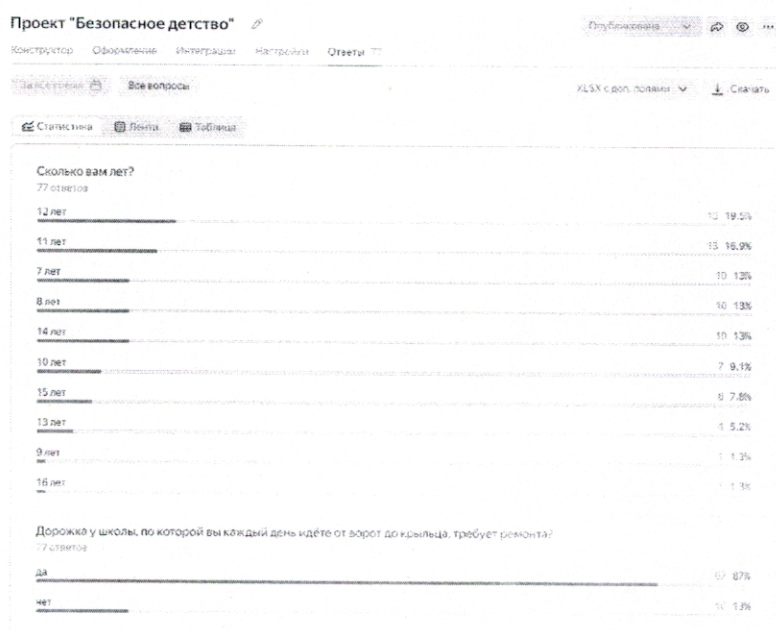 Проект "Безопасное детство"
Опубликована
Конструктор Оформление Интеграции Настройки Ответы 77
За все время Все вопросы XLSX с доп. полями Скачать
Статистика Лента Таблица
Сколько вам лет?
77 ответов
12 лет 19.5%
11 лет 13 16.9%
7 лет 10 13%
8 лет 10 13%
14 лет 10 13%
10 лет 7 9.1%
15 лет 6 7.8%
13 лет 4 5.2%
9 лет 1 1.3%
16 лет 1 1.3%
Дорожка у школы, по которой вы каждый день идёте от ворот до крыльца, требует ремонта?
77 ответов
да 67 87%
нет 10 13%